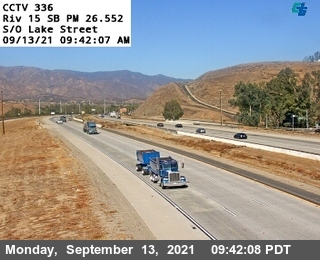 CCTV 336
Riv 15 SB PM 26.552
S/O Lake Street
09/13/21 09:42:07 AM
Monday, September 13, 2021 09:42:08 PDT